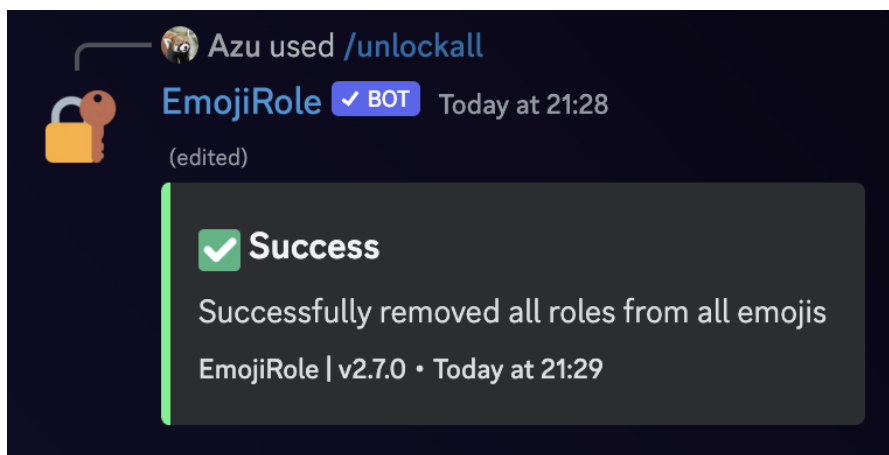 Azu used /unlockall
EmojiRole ✓ BOT Today at 21:28
(edited)
✅ Success
Successfully removed all roles from all emojis
EmojiRole | v2.7.0 • Today at 21:29